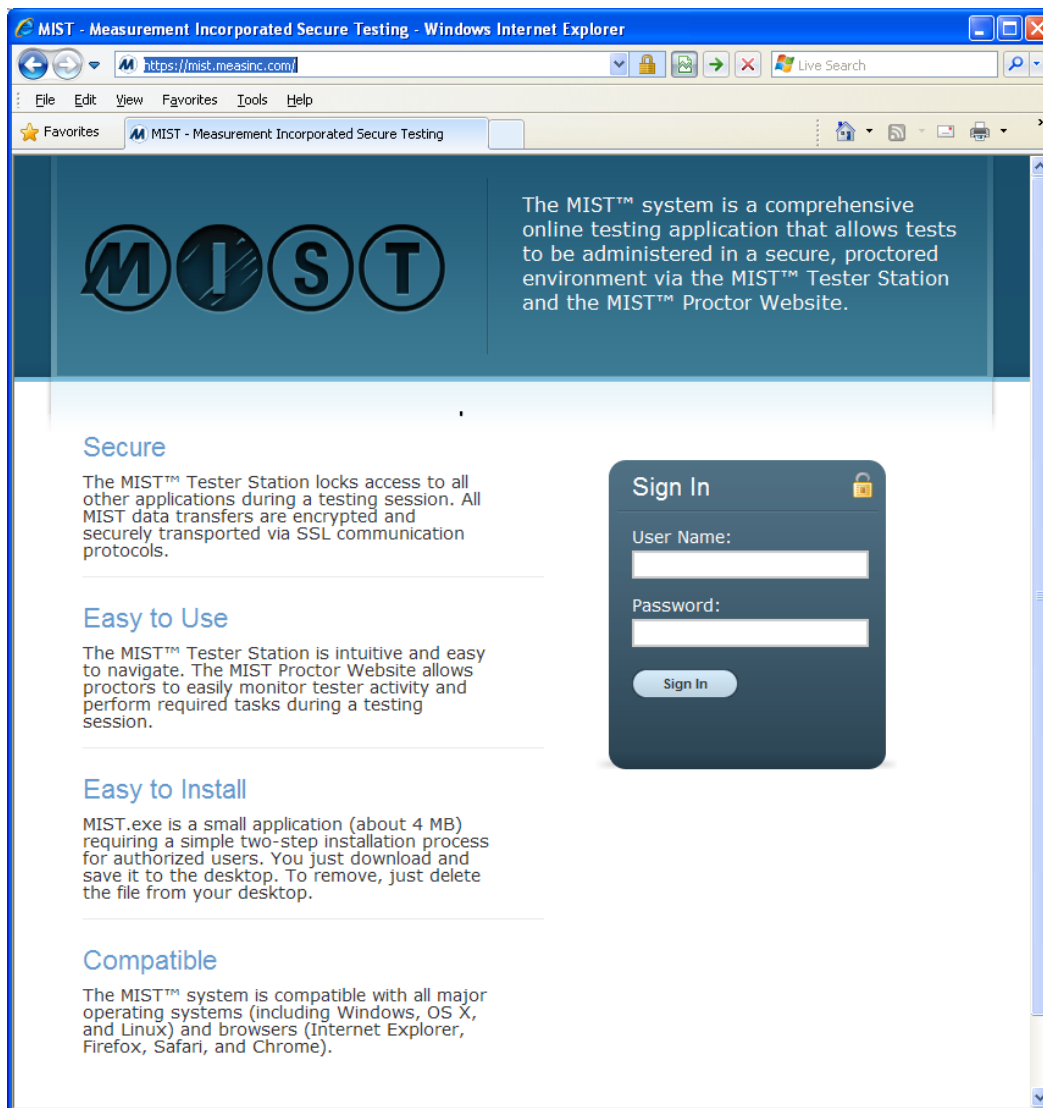 MIST - Measurement Incorporated Secure Testing - Windows Internet Explorer
https://mist.measinc.com/
Live Search
File Edit View Favorites Tools Help
Favorites
MIST - Measurement Incorporated Secure Testing
MIST
The MIST™ system is a comprehensive
online testing application that allows tests
to be administered in a secure, proctored
environment via the MIST™ Tester Station
and the MIST™ Proctor Website.
Secure
The MIST™ Tester Station locks access to all
other applications during a testing session. All
MIST data transfers are encrypted and
securely transported via SSL communication
protocols.
Easy to Use
The MIST™ Tester Station is intuitive and easy
to navigate. The MIST Proctor Website allows
proctors to easily monitor tester activity and
perform required tasks during a testing
session.
Easy to Install
MIST.exe is a small application (about 4 MB)
requiring a simple two-step installation process
for authorized users. You just download and
save it to the desktop. To remove, just delete
the file from your desktop.
Compatible
The MIST™ system is compatible with all major
operating systems (including Windows, OS X,
and Linux) and browsers (Internet Explorer,
Firefox, Safari, and Chrome).
Sign In
User Name:
Password:
Sign In